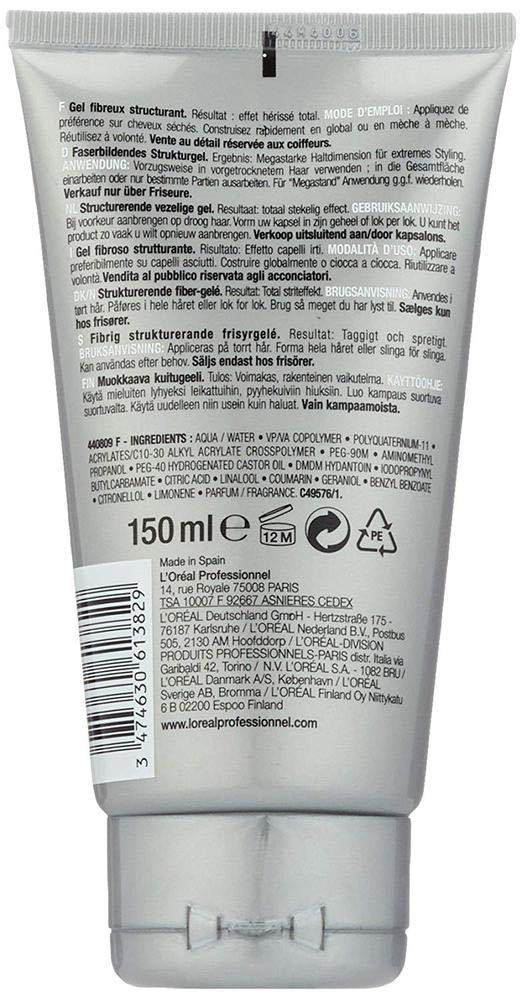 44M4006
F Gel fibreux structurant. Résultat : effet hérissé total. MODE D'EMPLOI : Appliquez de
préférence sur cheveux séchés. Construisez rapidement en global ou en mèche à mèche.
Réutilisez à volonté. Vente au détail réservée aux coiffeurs.
D Faserbildendes Strukturgel. Ergebnis: Megastarke Haltdimension für extremes Styling.
ANWENDUNG: Vorzugsweise in vorgetrocknetem Haar verwenden ; in die Gesamtfläche
einarbeiten oder nur bestimmte Partien ausarbeiten. Für "Megastand" Anwendung g.g.f. wiederholen.
Verkauf nur über Friseure.
NL Structurerende vezelige gel. Resultaat: totaal stekelig effect. GEBRUIKSAANWIJZING:
Bij voorkeur aanbrengen op droog haar. Vorm uw kapsel in zijn geheel of lok per lok. U kunt het
product zo vaak u wilt opnieuw aanbrengen. Verkoop uitsluitend aan/door kapsalons.
I Gel fibroso strutturante. Risultato: Effetto capelli irti. MODALITÀ D'USO: Applicare
preferibilmente su capelli asciutti. Costruire globalmente o ciocca a ciocca. Riutilizzare a
volontà. Vendita al pubblico riservata agli acconciatori.
DK/N Strukturerende fiber-gelé. Resultat: Total striteffekt. BRUGSANVISNING: Anvendes i
tørt hår. Påføres i hele håret eller lok for lok. Brug så meget du har lyst til. Sælges kun
hos frisører.
S Fibrig strukturerande frisyrgelé. Resultat: Taggigt och spretigt.
BRUKSANVISNING: Appliceras på torrt hår. Forma hela håret eller slinga för slinga.
Kan användas efter behov. Säljs endast hos frisörer.
FIN Muokkaava kuitugeeli. Tulos: Voimakas, rakenteinen vaikutelma. KÄYTTÖOHJE:
Käytä mieluiten lyhyeksi leikattuihin, pyyhekuiviin hiuksiin. Luo kampaus suortuva
suortuvalta. Käytä uudelleen niin usein kuin haluat. Vain kampaamoista.
440809 F - INGREDIENTS : AQUA / WATER • VP/VA COPOLYMER • POLYQUATERNIUM-11 •
ACRYLATES/C10-30 ALKYL ACRYLATE CROSSPOLYMER • PEG-90M • AMINOMETHYL
PROPANOL • PEG-40 HYDROGENATED CASTOR OIL • DMDM HYDANTOIN • IODOPROPYNYL
BUTYLCARBAMATE • CITRIC ACID • LINALOOL • COUMARIN • GERANIOL • BENZYL BENZOATE
• CITRONELLOL • LIMONENE • PARFUM / FRAGRANCE. C49576/1.
150 ml e 12 M PE
Made in Spain
L'Oréal Professionnel
14, rue Royale 75008 PARIS
TSA 10007 F 92667 ASNIERES CEDEX
L'ORÉAL Deutschland GmbH - Hertzstraße 175 -
76187 Karlsruhe / L'ORÉAL Nederland B.V., Postbus
505, 2130 AM Hoofddorp / L'ORÉAL-DIVISION
PRODUITS PROFESSIONNELS-PARIS distr. Italia via
Garibaldi 42, Torino / N.V. L'ORÉAL S.A. - 1082 BRU /
L'ORÉAL Danmark A/S, København / L'ORÉAL
Sverige AB, Bromma / L'ORÉAL Finland Oy Niittykatu
6 B 02200 Espoo Finland
www.lorealprofessionnel.com
3 474630 613829